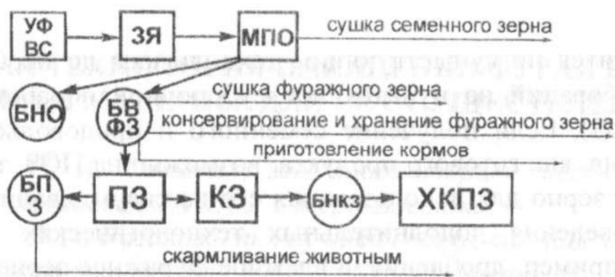 УФ ВС
ЗЯ
МПО
сушка семенного зерна
БНО
БВ ФЗ
сушка фуражного зерна
консервирование и хранение фуражного зерна
приготовление кормов
БП З
ПЗ
КЗ
БНКЗ
ХКПЗ
скармливание животным